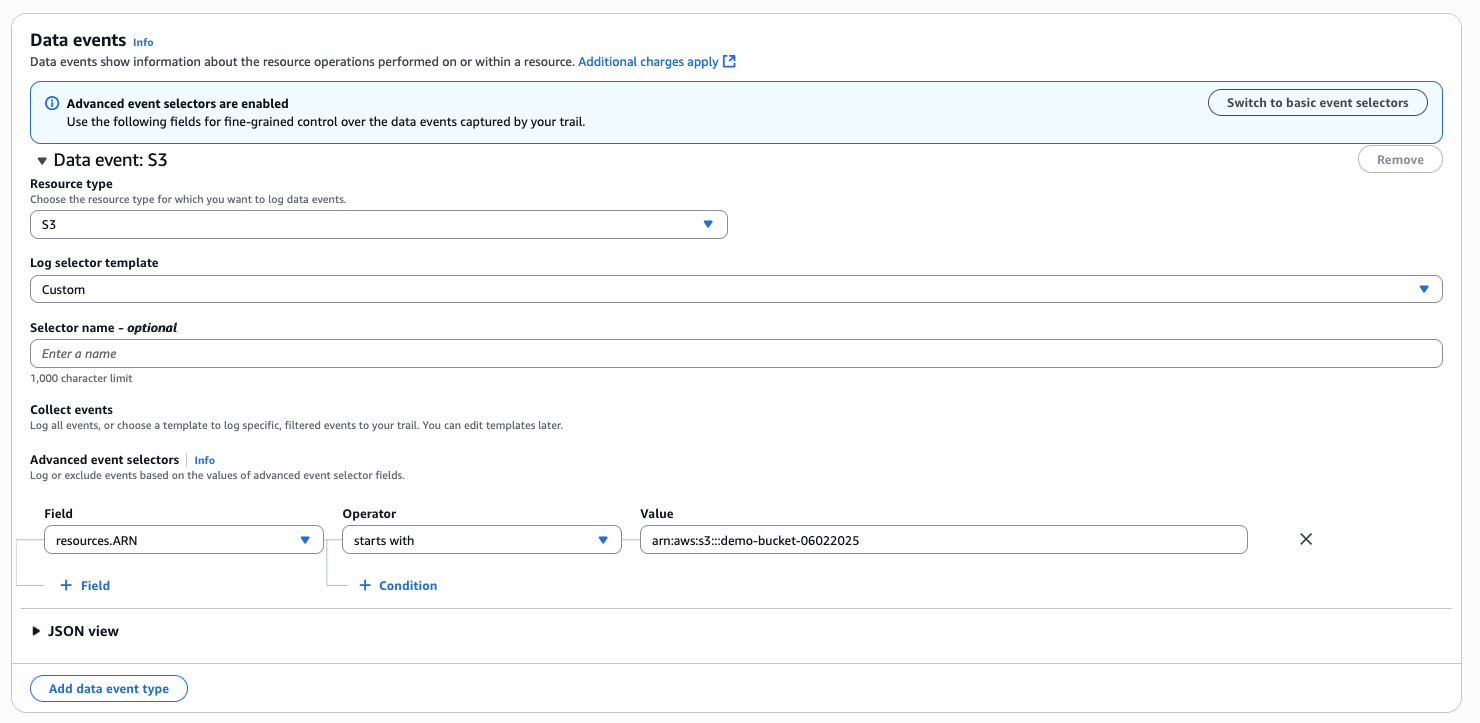 Data events Info
Data events show information about the resource operations performed on or within a resource. Additional charges apply
Advanced event selectors are enabled
Use the following fields for fine-grained control over the data events captured by your trail.
Switch to basic event selectors
Data event: S3
Remove
Resource type
Choose the resource type for which you want to log data events.
S3
Log selector template
Custom
Selector name - optional
Enter a name
1,000 character limit
Collect events
Log all events, or choose a template to log specific, filtered events to your trail. You can edit templates later.
Advanced event selectors Info
Log or exclude events based on the values of advanced event selector fields.
Field Operator Value
resources.ARN starts with arn:aws:s3:::demo-bucket-06022025
+ Field + Condition
JSON view
Add data event type